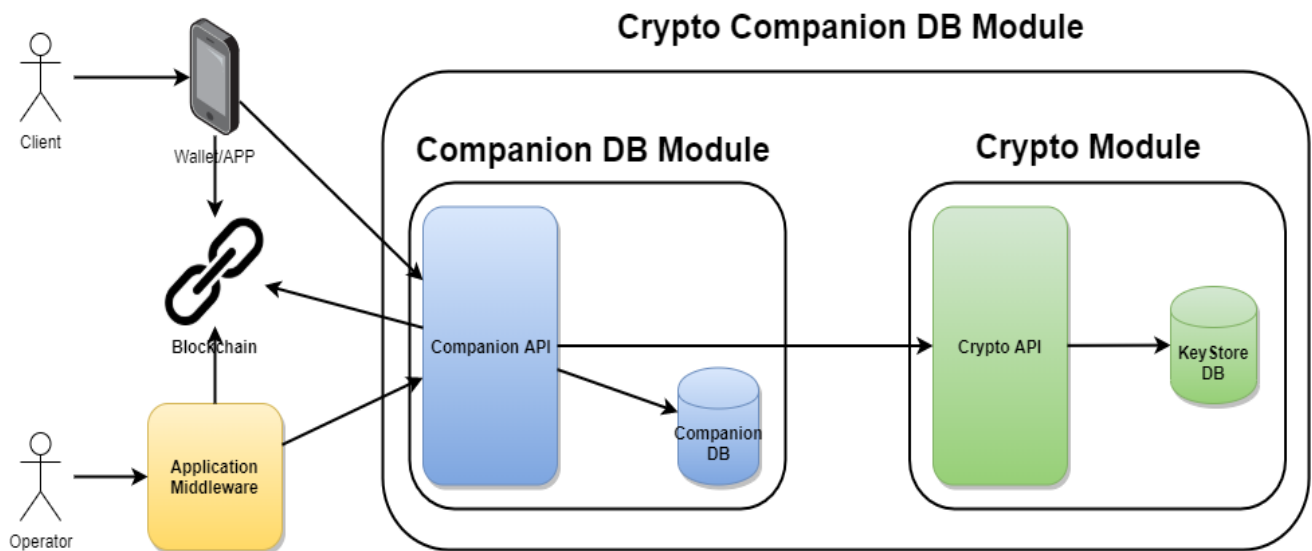 Crypto Companion DB Module
Client
Wallet/APP
Companion DB Module
Crypto Module
Blockchain
Companion API
Crypto API
KeyStore
DB
Companion
DB
Application
Middleware
Operator